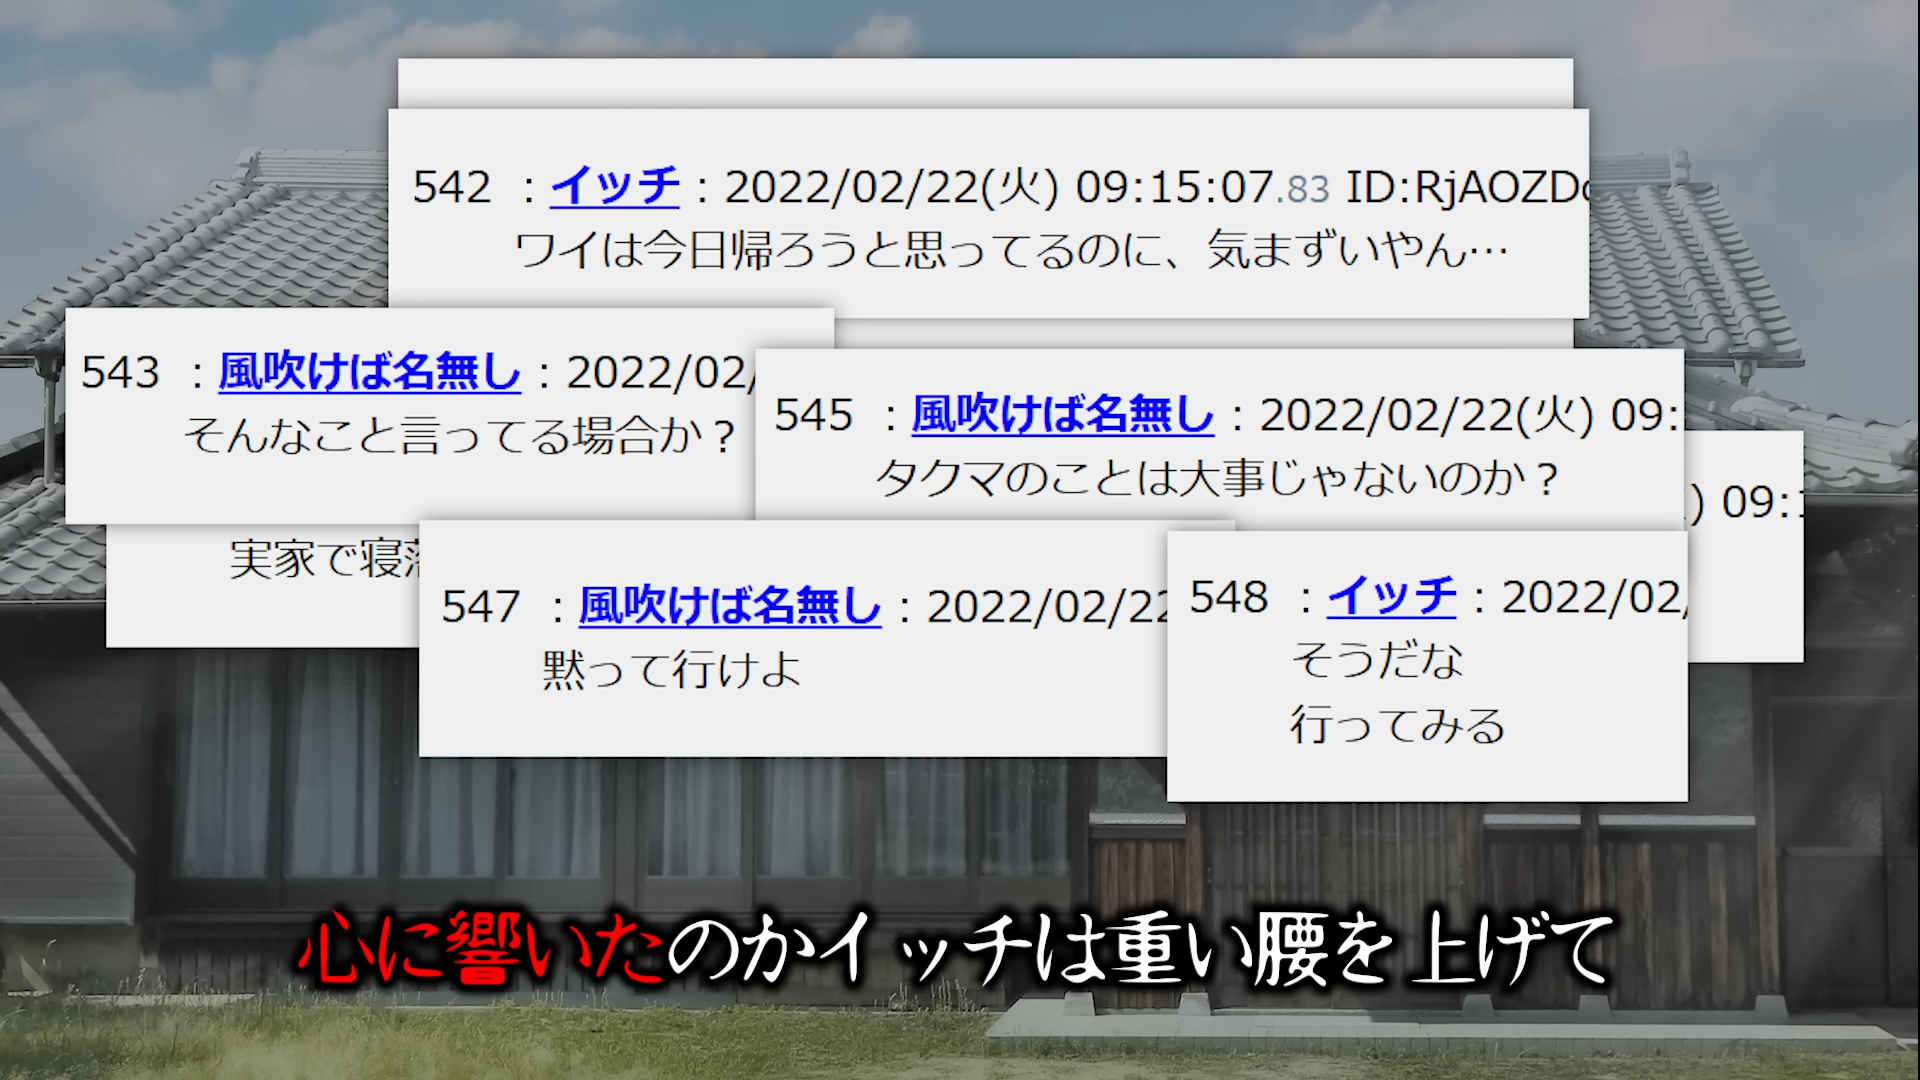 542 ：イッチ：2022/02/22(火) 09:15:07.83 ID:RjAOZD
ワイは今日帰ろうと思ってるのに、気まずいやん…
543 ：風吹けば名無し：2022/02/
そんなこと言ってる場合か？
545 ：風吹けば名無し：2022/02/22(火) 09:
タクマのことは大事じゃないのか？
) 09:1
実家で寝
547 ：風吹けば名無し：2022/02/22
黙って行けよ
548 ：イッチ：2022/02/
そうだな
行ってみる
心に響いたのかイッチは重い腰を上げて